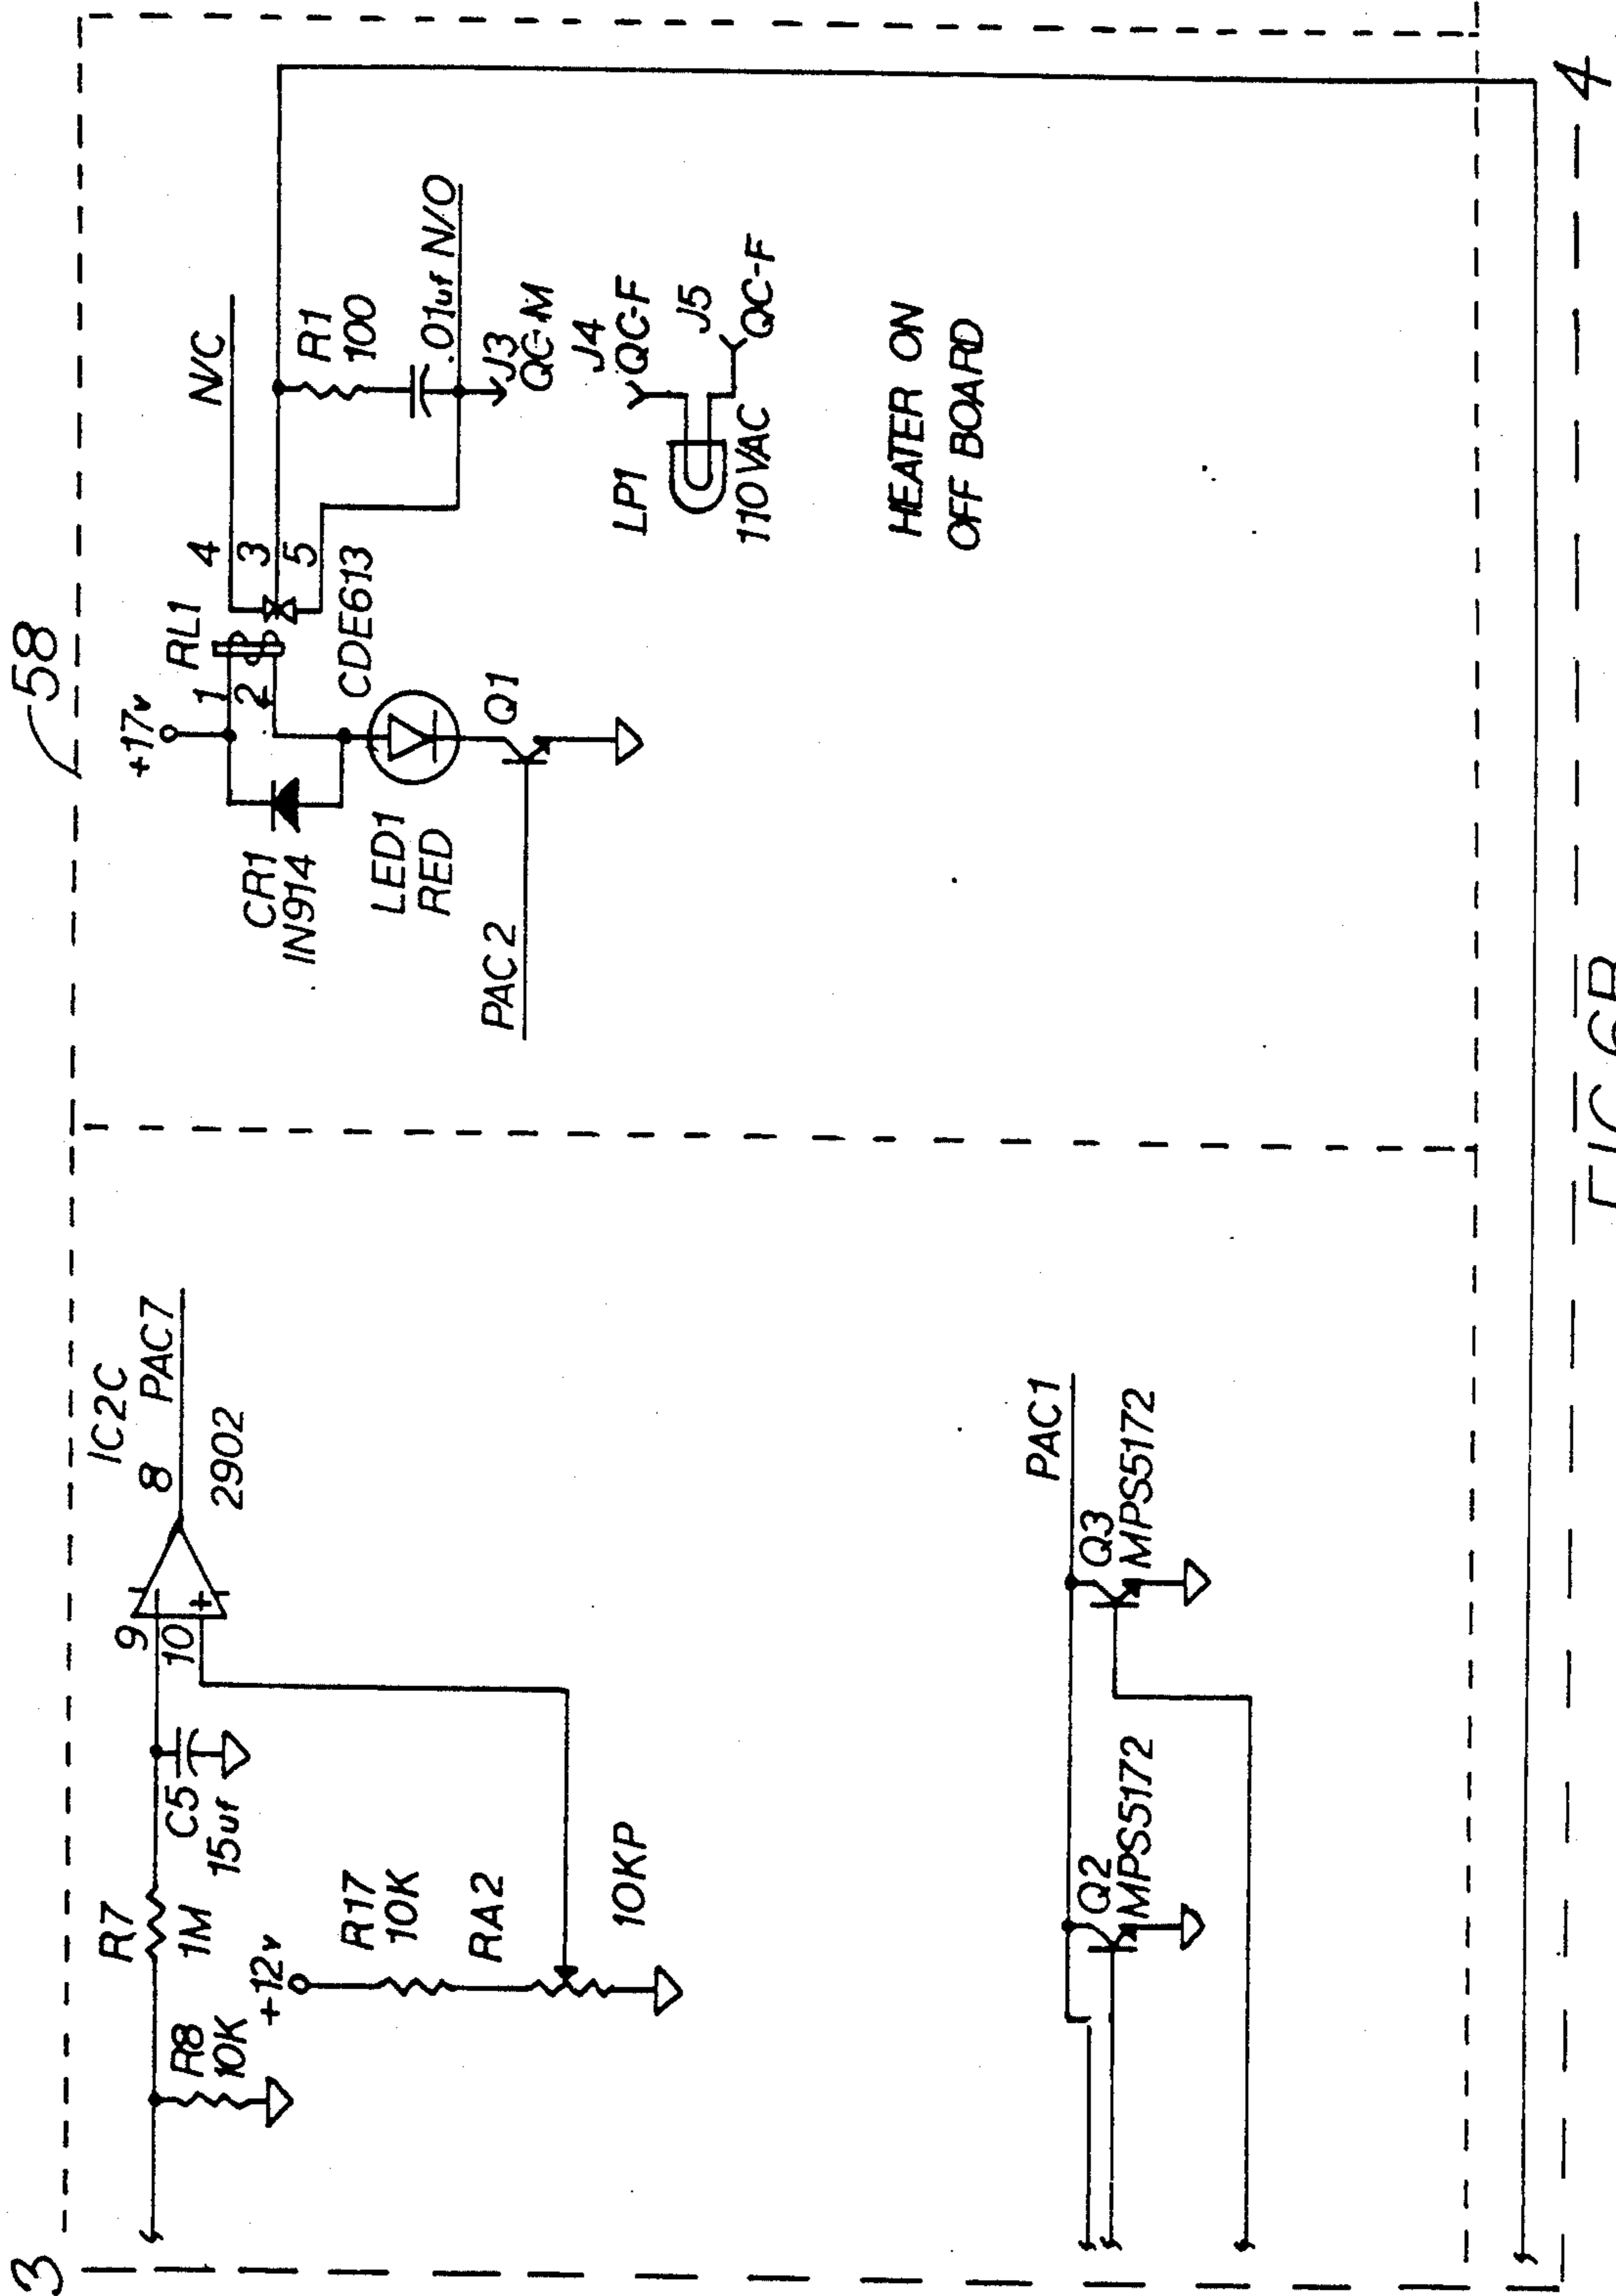 58
3
R7
1M
R8
10K
C5
15uf
9
10
IC2C
8 PAC7
2902
+12v
R17
10K
RA2
10KP
PAC1
Q2
MPS5172
Q3
MPS5172
+17v
RL1
1
2
4
3
5
N/C
CR1
IN914
CDE613
LED1
RED
PAC2
Q1
R1
100
.01uf N/O
J3
QC-M
J4
QC-F
J5
QC-F
LP1
110VAC
HEATER ON
OFF BOARD
4